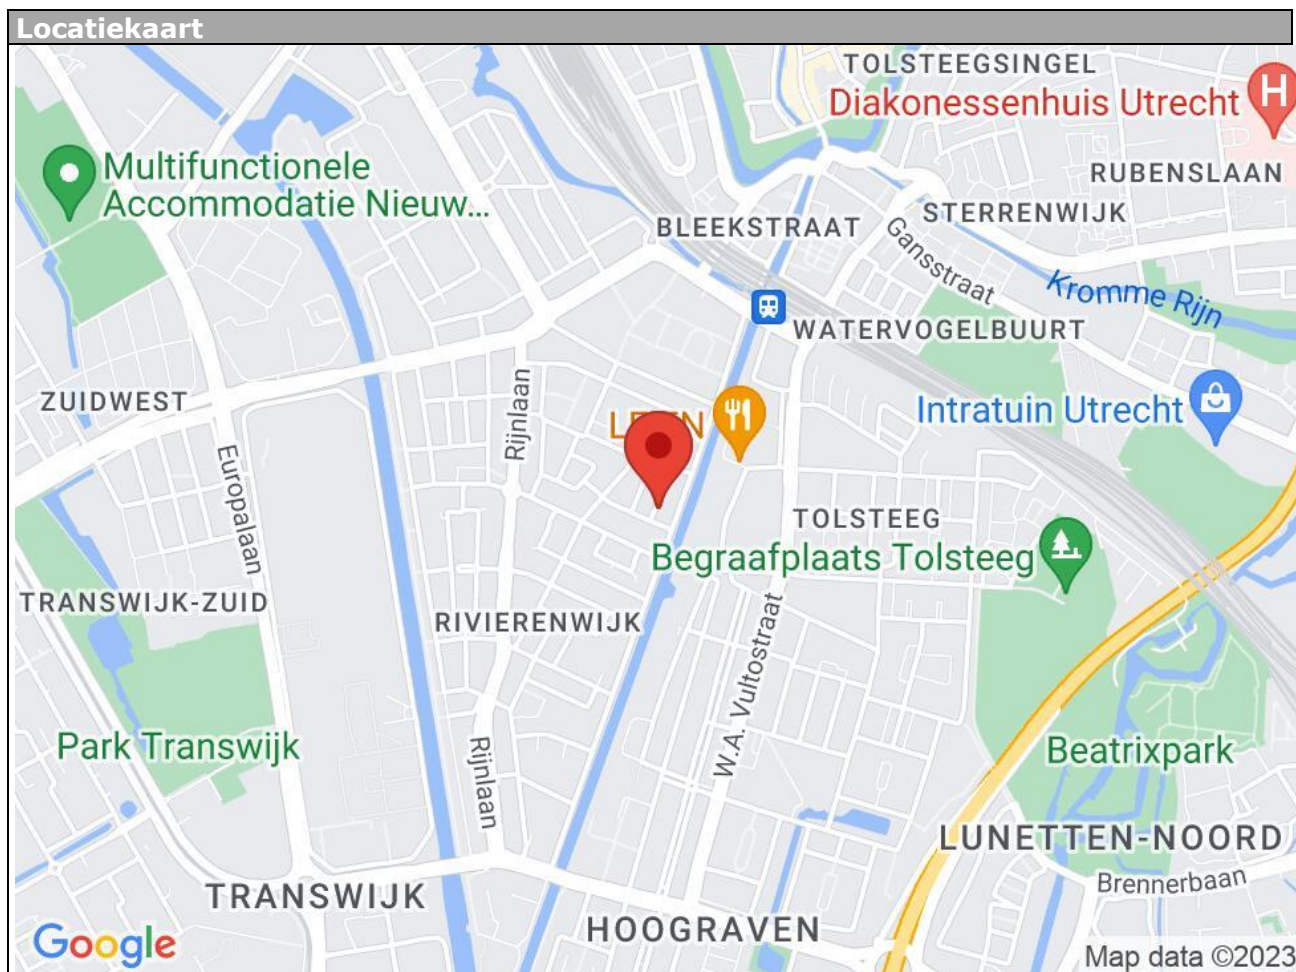 Locatiekaart
TOLSTEEGSINGEL
Diakonessenhuis Utrecht
H
Multifunctionele
Accommodatie Nieuw...
RUBENSLAAN
STERRENWIJK
BLEEKSTRAAT
Gansstraat
Kromme Rijn
WATERVOGELBUURT
ZUIDWEST
Rijnlaan
Intratuin Utrecht
Europalaan
TOLSTEEG
Begraafplaats Tolsteeg
TRANSWIJK-ZUID
RIVIERENWIJK
W.A. Vultostraat
Park Transwijk
Rijnlaan
Beatrixpark
LUNETTEN-NOORD
Brennerbaan
TRANSWIJK
HOOGRAVEN
Google
Map data ©2023